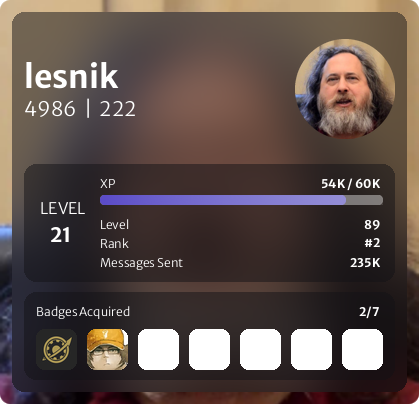 lesnik
4986 | 222
XP 54K / 60K
LEVEL
21
Level 89
Rank #2
Messages Sent 235K
Badges Acquired 2/7